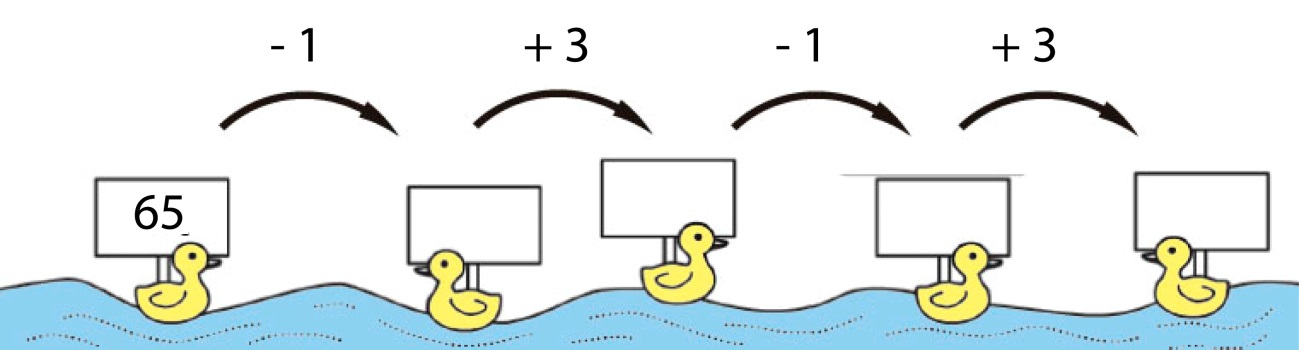 - 1 + 3 - 1 + 3
65